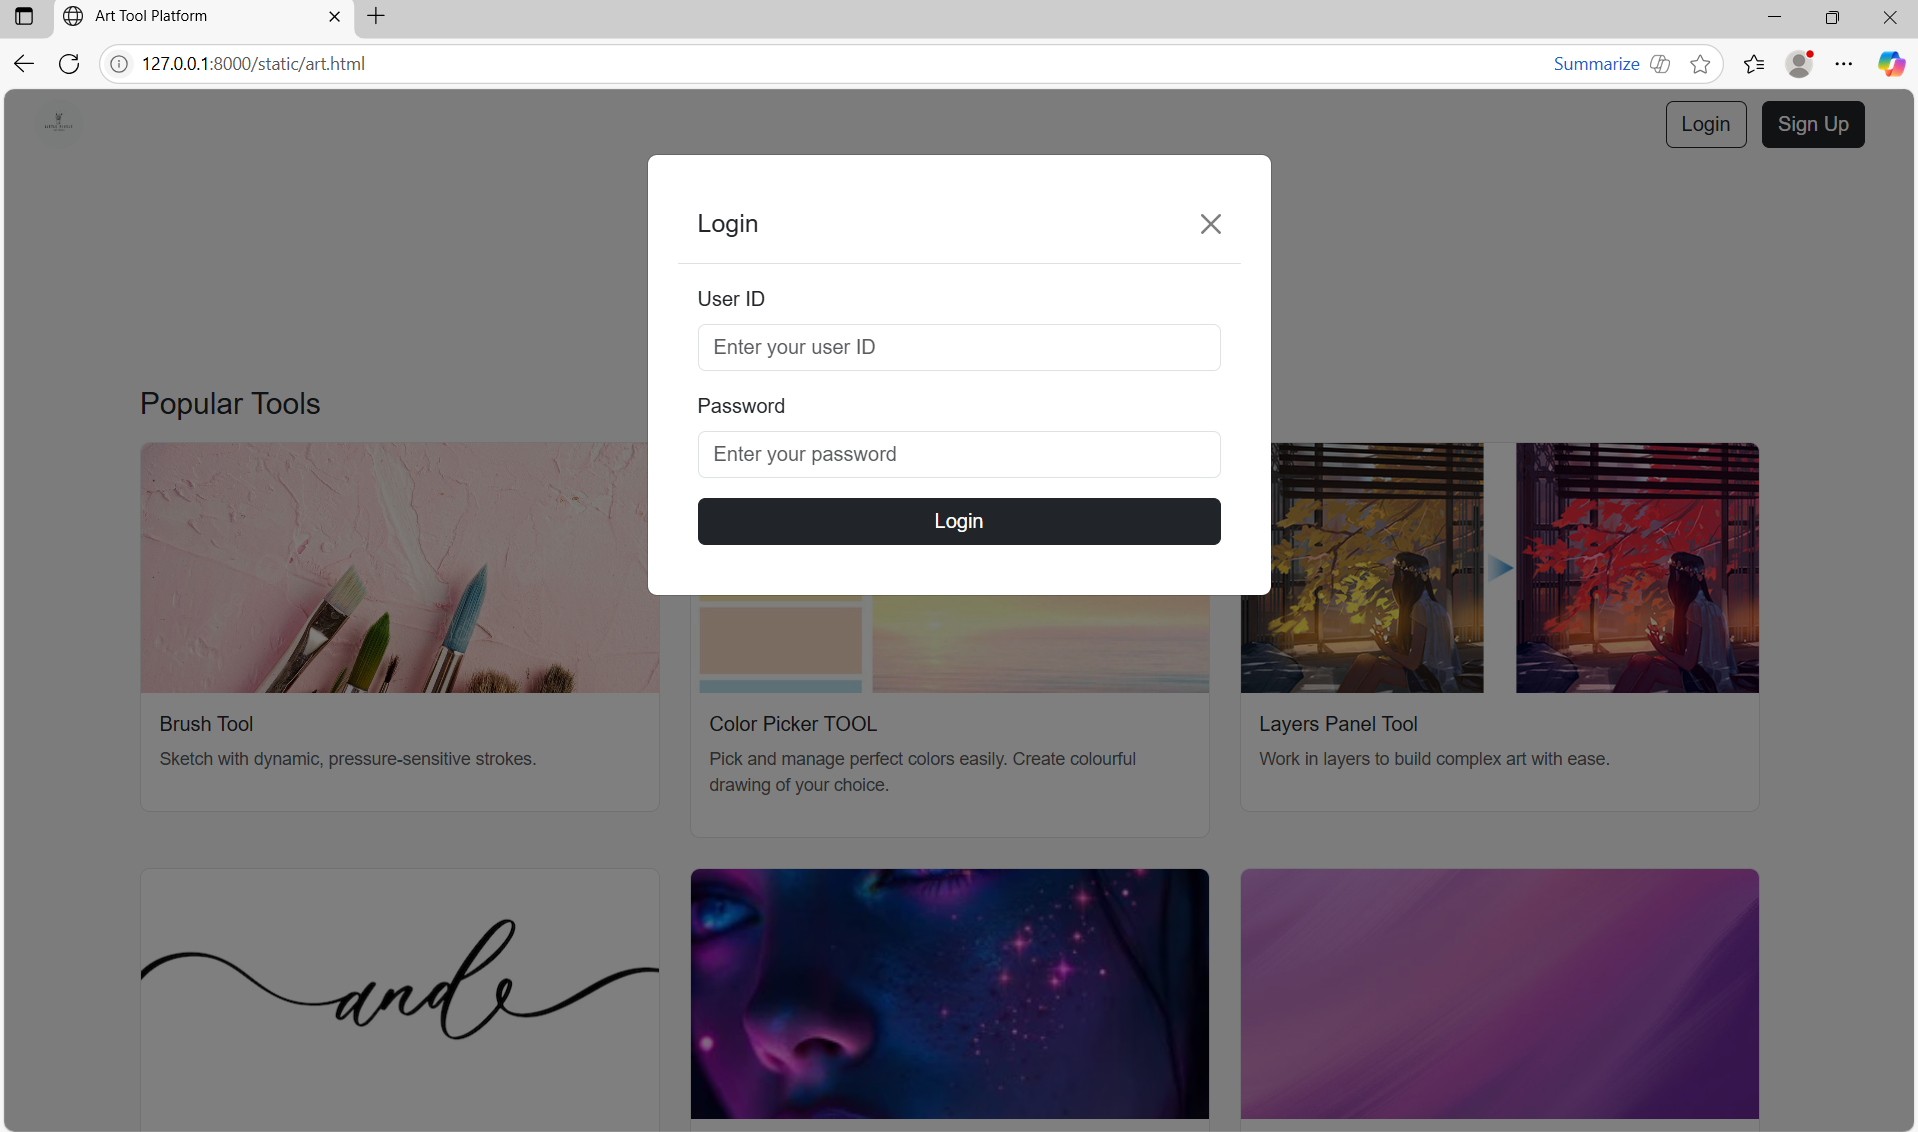 Art Tool Platform
127.0.0.1:8000/static/art.html
Summarize
Login
Sign Up
Login
User ID
Enter your user ID
Password
Enter your password
Login
Popular Tools
Brush Tool
Sketch with dynamic, pressure-sensitive strokes.
Color Picker TOOL
Pick and manage perfect colors easily. Create colourful
drawing of your choice.
Layers Panel Tool
Work in layers to build complex art with ease.
and